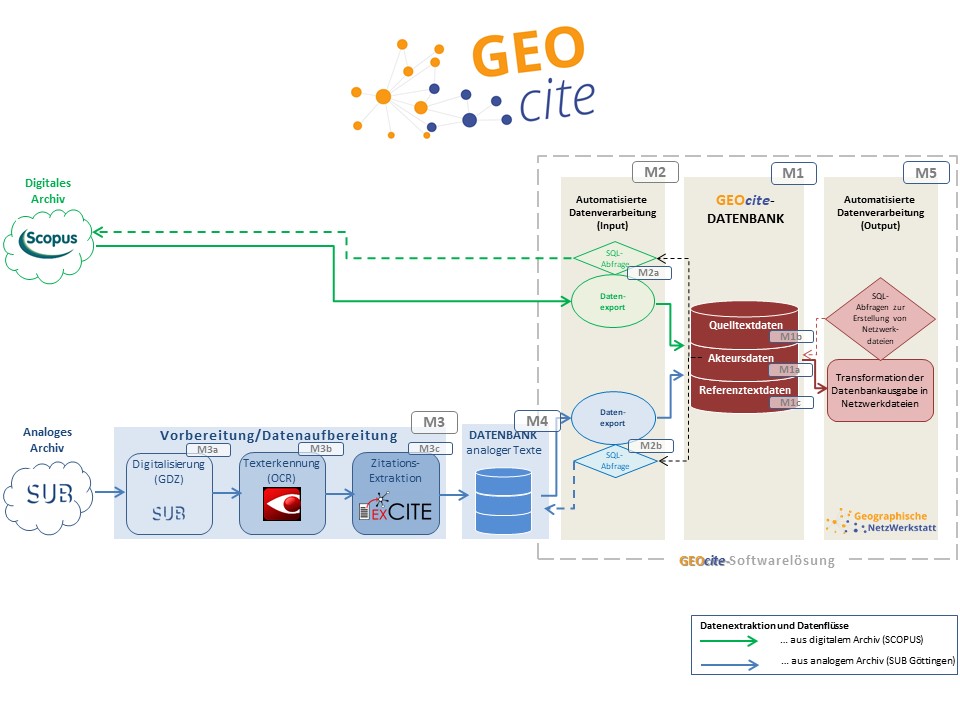 GEO
cite
Digitales
Archiv
Scopus
M2
M1
M5
Automatisierte
Datenverarbeitung
(Input)
GEOcite-
DATENBANK
Automatisierte
Datenverarbeitung
(Output)
SQL-
Abfrage
M2a
Daten-
export
Quelltextdaten
M1b
Akteursdaten
M1a
Referenztextdaten
M1c
SQL-
Abfragen zur
Erstellung von
Netzwerk-
dateien
Transformation der
Datenbankausgabe in
Netzwerkdateien
Analoges
Archiv
SUB
M3
Vorbereitung/Datenaufbereitung
M3a
Digitalisierung
(GDZ)
SUB
M3b
Texterkennung
(OCR)
M3c
Zitations-
Extraktion
EXCITE
M4
DATENBANK
analoger Texte
Daten-
export
M2b
SQL-
Abfrage
Geographische
NetzWerkstatt
GEOcite-Softwarelösung
Datenextraktion und Datenflüsse
... aus digitalem Archiv (SCOPUS)
... aus analogem Archiv (SUB Göttingen)